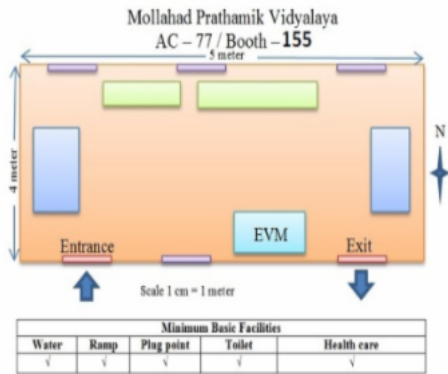 Mollahad Prathamik Vidyalaya
AC – 77 / Booth – 155
5 meter
4 meter
N
EVM
Entrance
Exit
Scale 1 cm = 1 meter
Minimum Basic Facilities
Water Ramp Plug point Toilet Health care
√ √ √ √ √